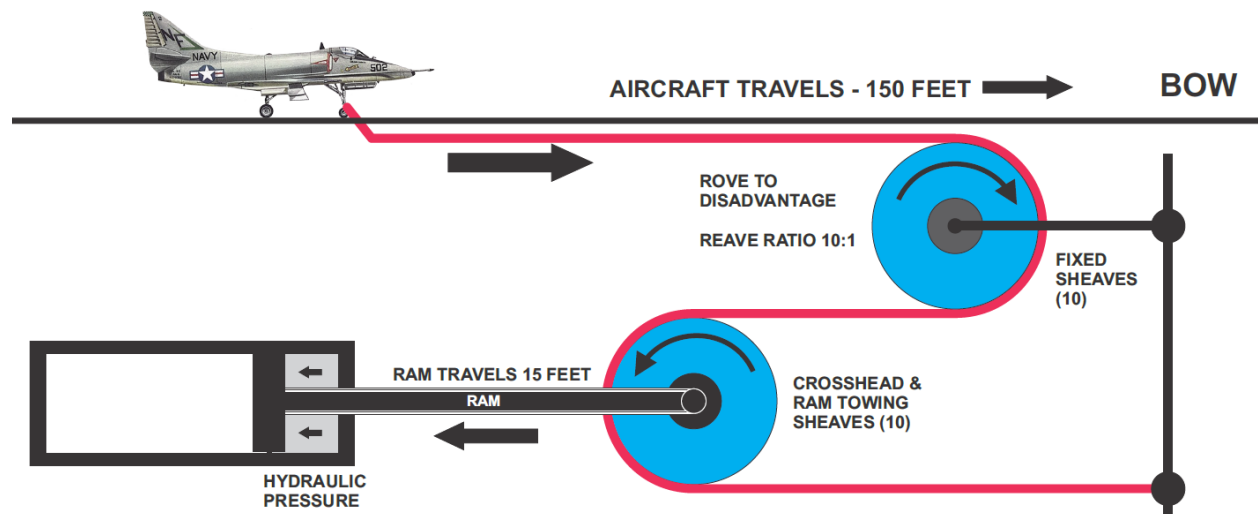 NF
NAVY
502
AIRCRAFT TRAVELS - 150 FEET
BOW
ROVE TO
DISADVANTAGE
REAVE RATIO 10:1
FIXED
SHEAVES
(10)
RAM TRAVELS 15 FEET
RAM
CROSSHEAD &
RAM TOWING
SHEAVES (10)
HYDRAULIC
PRESSURE